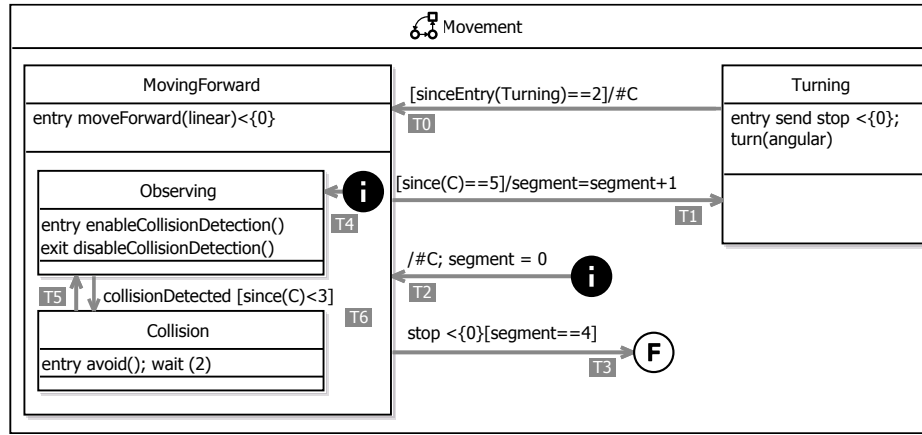 Movement
MovingForward
entry moveForward(linear)<{0}
Observing
entry enableCollisionDetection()
exit disableCollisionDetection()
i
T4
T5
collisionDetected [since(C)<3]
T6
Collision
entry avoid(); wait (2)
[sinceEntry(Turning)==2]/#C
T0
[since(C)==5]/segment=segment+1
T1
/#C; segment = 0
T2
i
stop <{0}[segment==4]
T3
F
Turning
entry send stop <{0};
turn(angular)